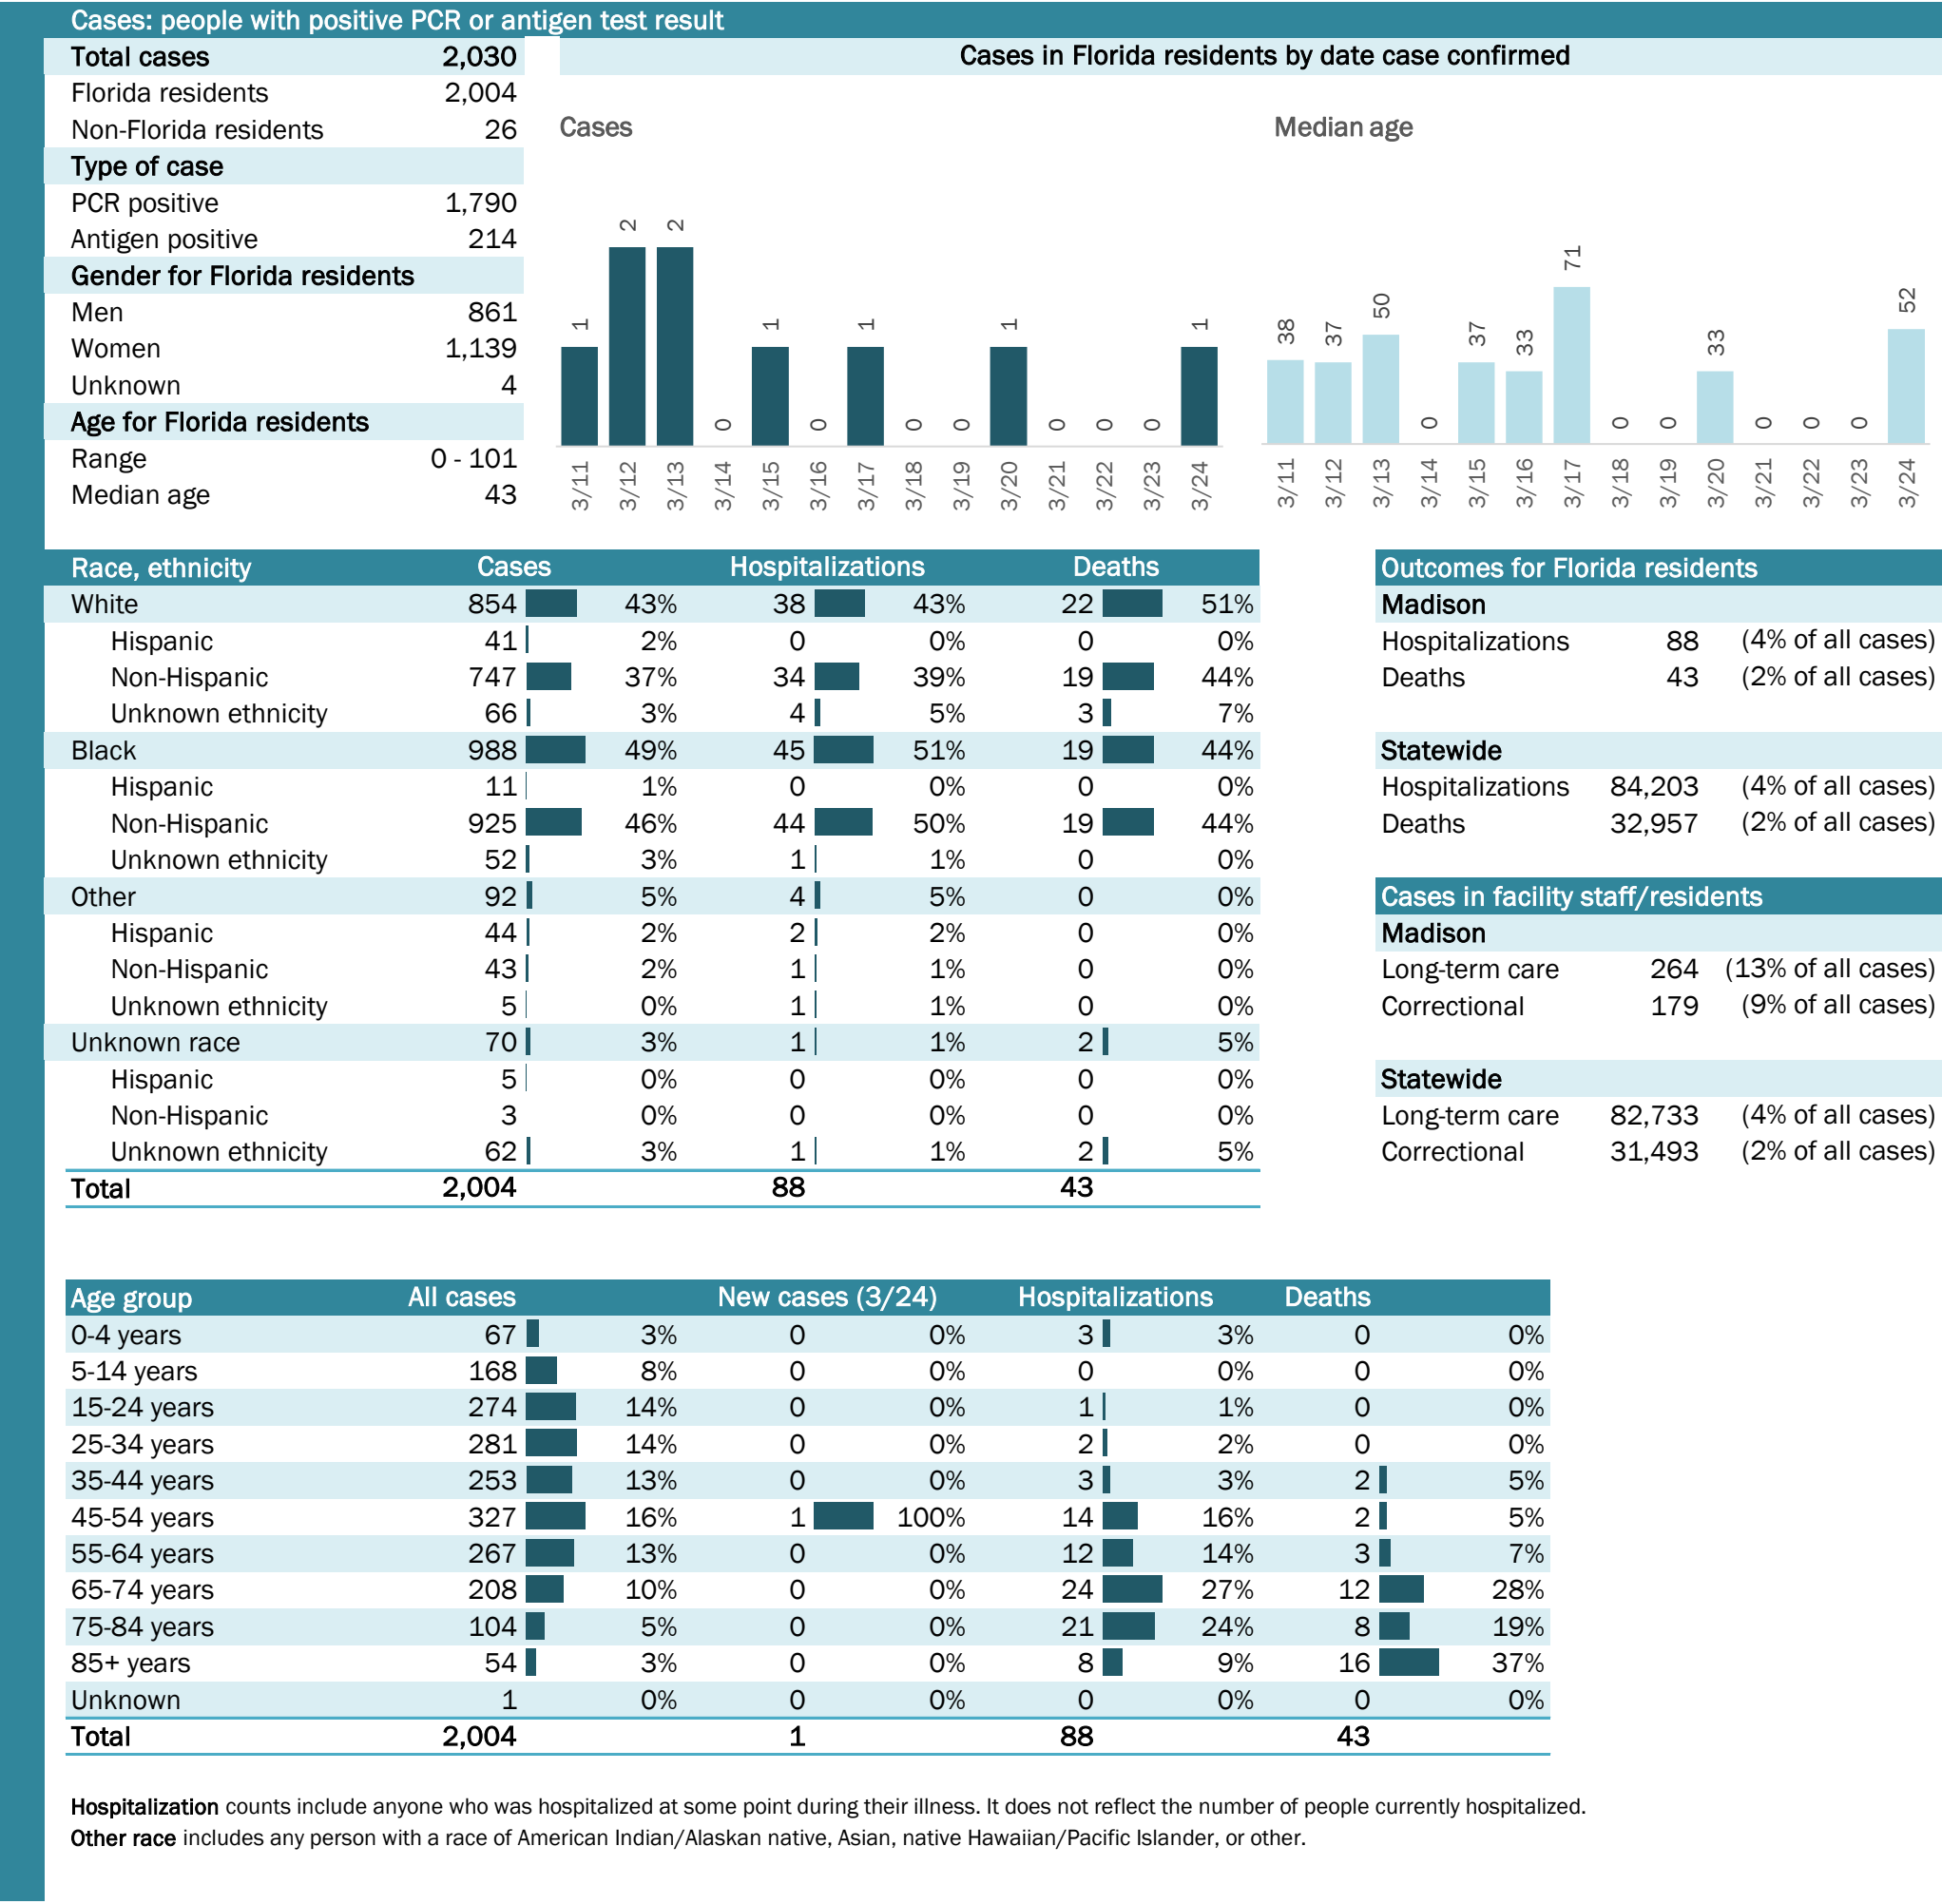 Cases: people with positive PCR or antigen test result
Total cases 2,030
Florida residents 2,004
Non-Florida residents 26
Type of case
PCR positive 1,790
Antigen positive 214
Gender for Florida residents
Men 861
Women 1,139
Unknown 4
Age for Florida residents
Range 0 - 101
Median age 43
Cases in Florida residents by date case confirmed
Cases
1 2 2 0 1 0 1 0 0 1 0 0 0 1
3/11 3/12 3/13 3/14 3/15 3/16 3/17 3/18 3/19 3/20 3/21 3/22 3/23 3/24
Median age
38 37 50 0 37 33 71 0 0 33 0 0 0 52
3/11 3/12 3/13 3/14 3/15 3/16 3/17 3/18 3/19 3/20 3/21 3/22 3/23 3/24
Race, ethnicity Cases Hospitalizations Deaths
White 854 43% 38 43% 22 51%
Hispanic 41 2% 0 0% 0 0%
Non-Hispanic 747 37% 34 39% 19 44%
Unknown ethnicity 66 3% 4 5% 3 7%
Black 988 49% 45 51% 19 44%
Hispanic 11 1% 0 0% 0 0%
Non-Hispanic 925 46% 44 50% 19 44%
Unknown ethnicity 52 3% 1 1% 0 0%
Other 92 5% 4 5% 0 0%
Hispanic 44 2% 2 2% 0 0%
Non-Hispanic 43 2% 1 1% 0 0%
Unknown ethnicity 5 0% 1 1% 0 0%
Unknown race 70 3% 1 1% 2 5%
Hispanic 5 0% 0 0% 0 0%
Non-Hispanic 3 0% 0 0% 0 0%
Unknown ethnicity 62 3% 1 1% 2 5%
Total 2,004 88 43
Outcomes for Florida residents
Madison
Hospitalizations 88 (4% of all cases)
Deaths 43 (2% of all cases)
Statewide
Hospitalizations 84,203 (4% of all cases)
Deaths 32,957 (2% of all cases)
Cases in facility staff/residents
Madison
Long-term care 264 (13% of all cases)
Correctional 179 (9% of all cases)
Statewide
Long-term care 82,733 (4% of all cases)
Correctional 31,493 (2% of all cases)
Age group All cases New cases (3/24) Hospitalizations Deaths
0-4 years 67 3% 0 0% 3 3% 0 0%
5-14 years 168 8% 0 0% 0 0% 0 0%
15-24 years 274 14% 0 0% 1 1% 0 0%
25-34 years 281 14% 0 0% 2 2% 0 0%
35-44 years 253 13% 0 0% 3 3% 2 5%
45-54 years 327 16% 1 100% 14 16% 2 5%
55-64 years 267 13% 0 0% 12 14% 3 7%
65-74 years 208 10% 0 0% 24 27% 12 28%
75-84 years 104 5% 0 0% 21 24% 8 19%
85+ years 54 3% 0 0% 8 9% 16 37%
Unknown 1 0% 0 0% 0 0% 0 0%
Total 2,004 1 88 43
Hospitalization counts include anyone who was hospitalized at some point during their illness. It does not reflect the number of people currently hospitalized.
Other race includes any person with a race of American Indian/Alaskan native, Asian, native Hawaiian/Pacific Islander, or other.